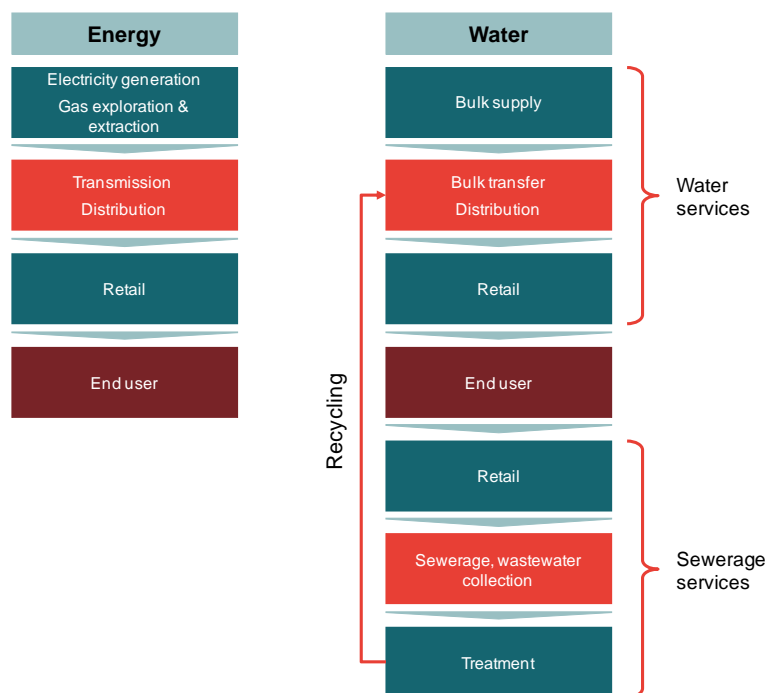 Energy
Electricity generation
Gas exploration &
extraction
Transmission
Distribution
Retail
End user
Water
Bulk supply
Bulk transfer
Distribution
Retail
End user
Retail
Sewerage, wastewater
collection
Treatment
Recycling
Water
services
Sewerage
services